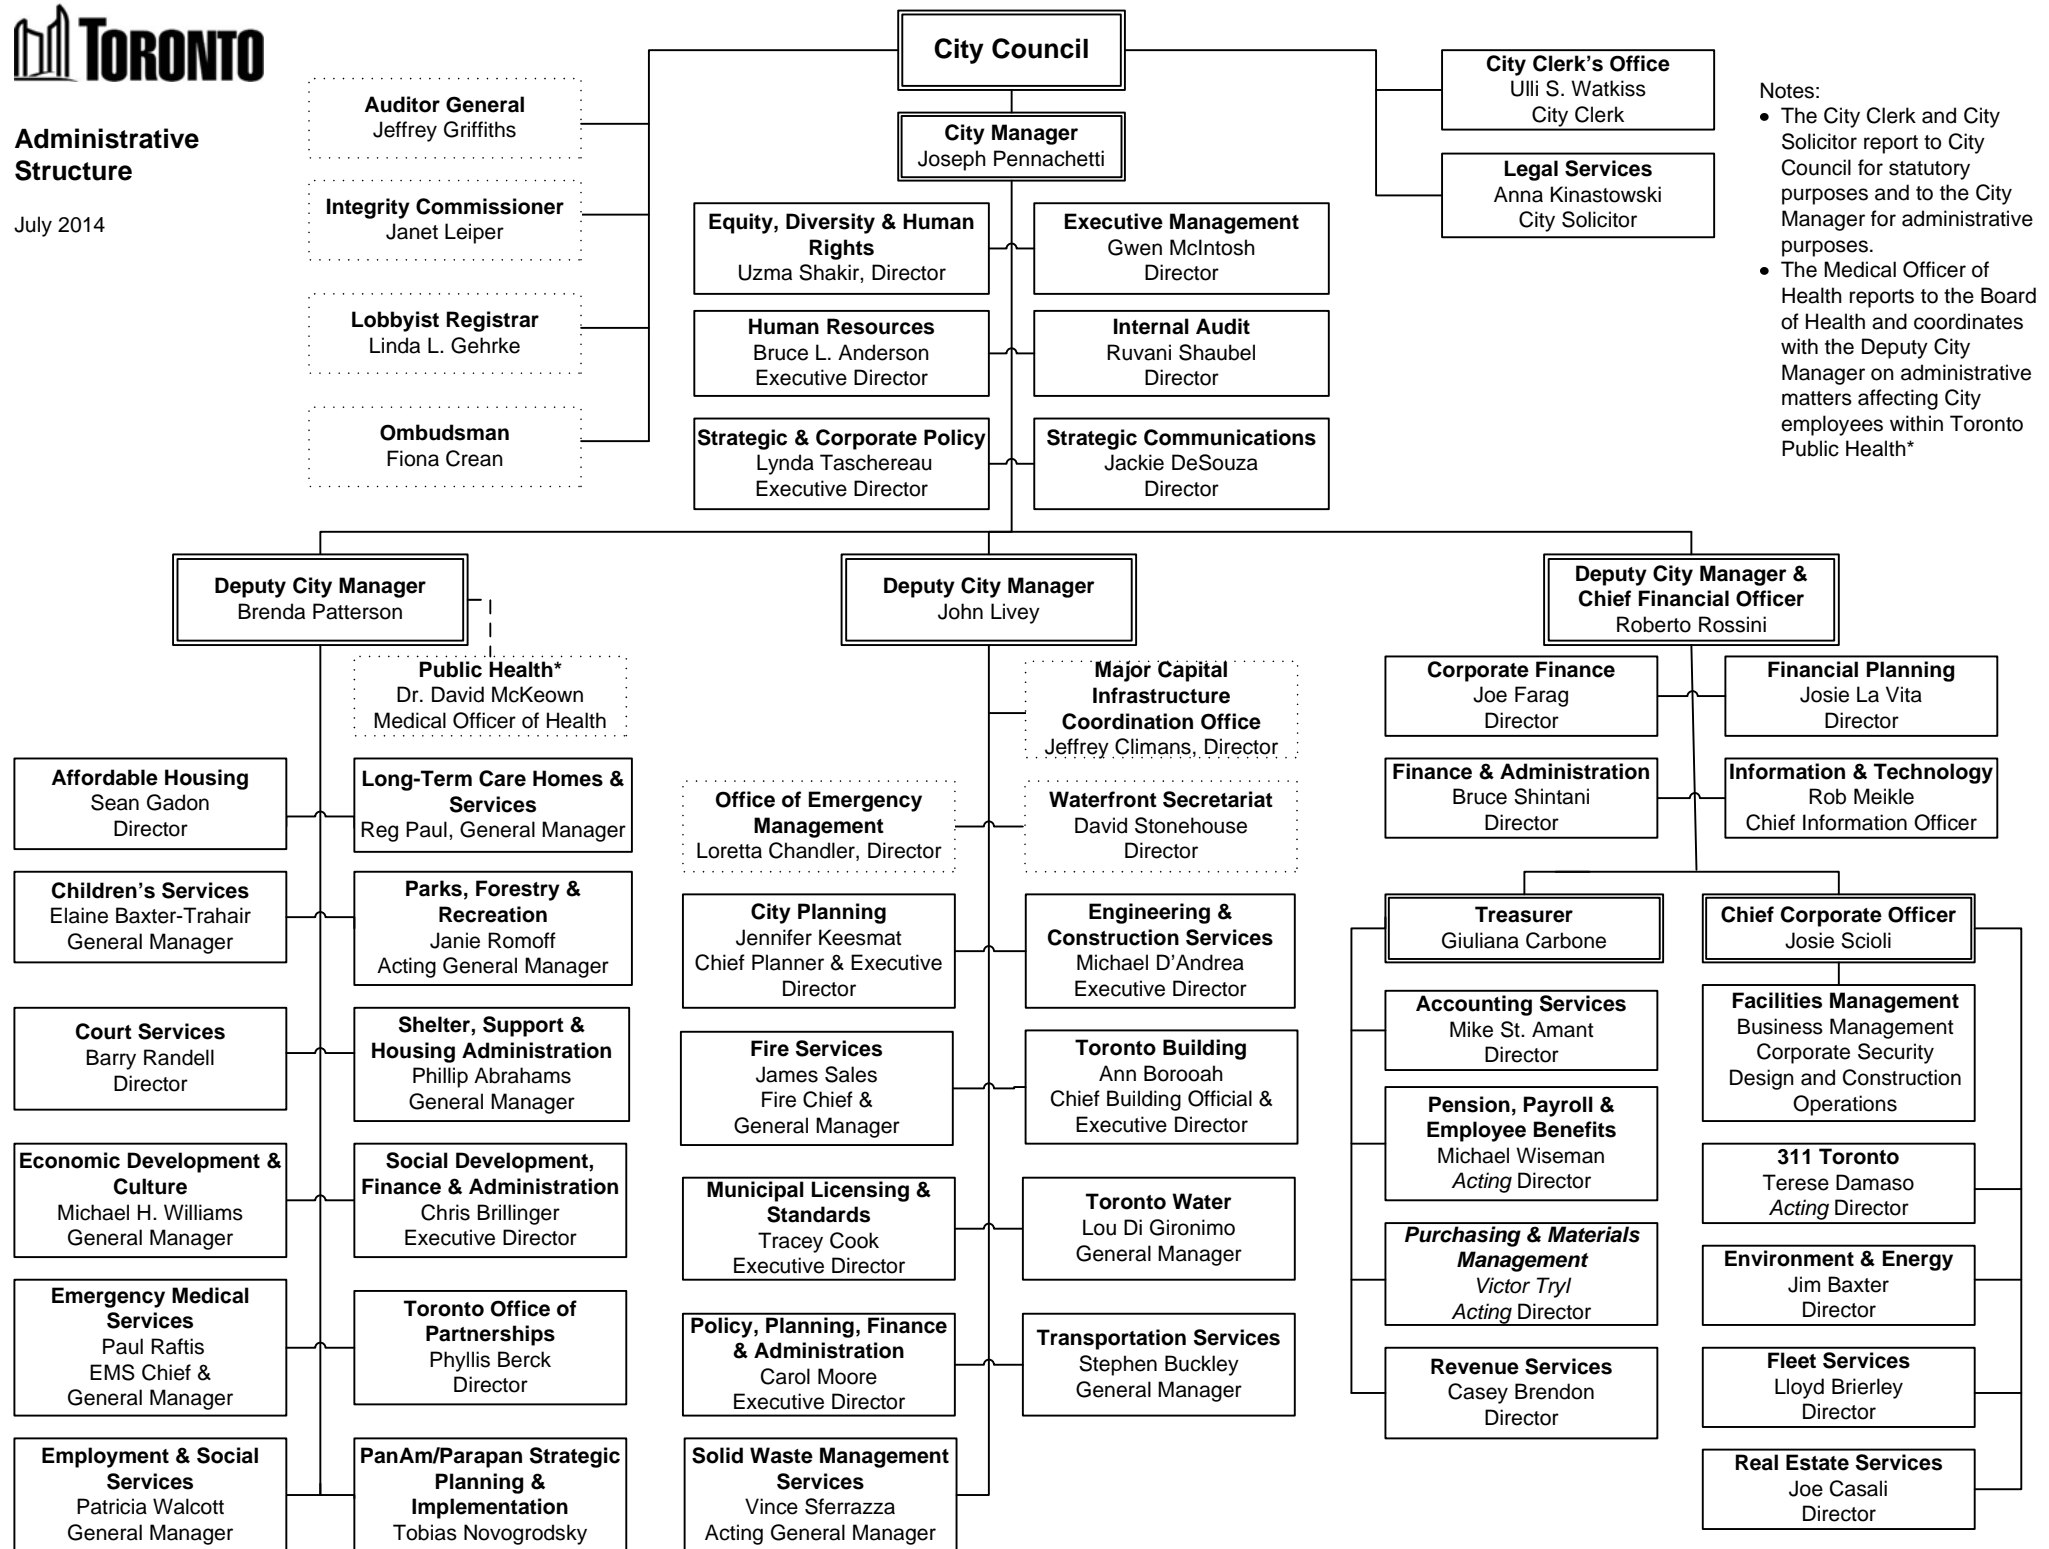 TORONTO
Administrative
Structure
July 2014
City Council
City Manager
Joseph Pennachetti
Auditor General
Jeffrey Griffiths
Integrity Commissioner
Janet Leiper
Lobbyist Registrar
Linda L. Gehrke
Ombudsman
Fiona Crean
City Clerk's Office
Ulli S. Watkiss
City Clerk
Legal Services
Anna Kinastowski
City Solicitor
Notes:
• The City Clerk and City
Solicitor report to City
Council for statutory
purposes and to the City
Manager for administrative
purposes.
• The Medical Officer of
Health reports to the Board
of Health and coordinates
with the Deputy City
Manager on administrative
matters affecting City
employees within Toronto
Public Health*
Equity, Diversity & Human
Rights
Uzma Shakir, Director
Executive Management
Gwen McIntosh
Director
Human Resources
Bruce L. Anderson
Executive Director
Internal Audit
Ruvani Shaubel
Director
Strategic & Corporate Policy
Lynda Taschereau
Executive Director
Strategic Communications
Jackie DeSouza
Director
Deputy City Manager
Brenda Patterson
Public Health*
Dr. David McKeown
Medical Officer of Health
Affordable Housing
Sean Gadon
Director
Long-Term Care Homes &
Services
Reg Paul, General Manager
Children's Services
Elaine Baxter-Trahair
General Manager
Parks, Forestry &
Recreation
Janie Romoff
Acting General Manager
Court Services
Barry Randell
Director
Shelter, Support &
Housing Administration
Phillip Abrahams
General Manager
Economic Development &
Culture
Michael H. Williams
General Manager
Social Development,
Finance & Administration
Chris Brillinger
Executive Director
Emergency Medical
Services
Paul Raftis
EMS Chief &
General Manager
Toronto Office of
Partnerships
Phyllis Berck
Director
Employment & Social
Services
Patricia Walcott
General Manager
PanAm/Parapan Strategic
Planning &
Implementation
Tobias Novogrodsky
Deputy City Manager
John Livey
Major Capital
Infrastructure
Coordination Office
Jeffrey Climans, Director
Office of Emergency
Management
Loretta Chandler, Director
Waterfront Secretariat
David Stonehouse
Director
City Planning
Jennifer Keesmat
Chief Planner & Executive
Director
Engineering &
Construction Services
Michael D'Andrea
Executive Director
Fire Services
James Sales
Fire Chief &
General Manager
Toronto Building
Ann Borooah
Chief Building Official &
Executive Director
Municipal Licensing &
Standards
Tracey Cook
Executive Director
Toronto Water
Lou Di Gironimo
General Manager
Policy, Planning, Finance
& Administration
Carol Moore
Executive Director
Transportation Services
Stephen Buckley
General Manager
Solid Waste Management
Services
Vince Sferrazza
Acting General Manager
Deputy City Manager &
Chief Financial Officer
Roberto Rossini
Corporate Finance
Joe Farag
Director
Financial Planning
Josie La Vita
Director
Finance & Administration
Bruce Shintani
Director
Information & Technology
Rob Meikle
Chief Information Officer
Treasurer
Giuliana Carbone
Accounting Services
Mike St. Amant
Director
Pension, Payroll &
Employee Benefits
Michael Wiseman
Acting Director
Purchasing & Materials
Management
Victor Tryl
Acting Director
Revenue Services
Casey Brendon
Director
Chief Corporate Officer
Josie Scioli
Facilities Management
Business Management
Corporate Security
Design and Construction
Operations
311 Toronto
Terese Damaso
Acting Director
Environment & Energy
Jim Baxter
Director
Fleet Services
Lloyd Brierley
Director
Real Estate Services
Joe Casali
Director